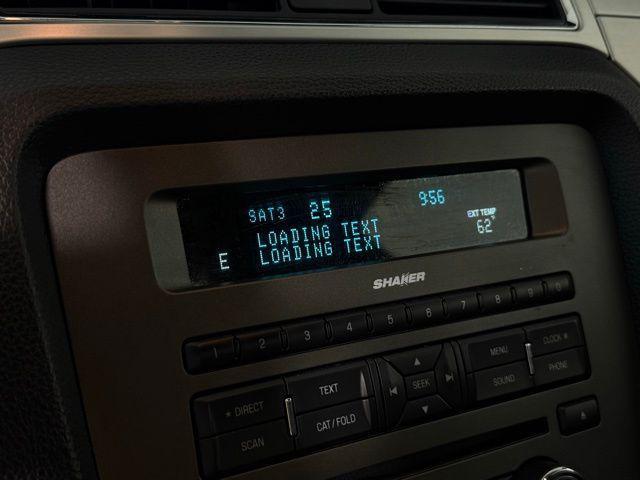 SAT3 25 9:56
EXT TEMP
LOADING TEXT 62°
LOADING TEXT
E
SHAKER
1 2 3 4 5 6 7 8 9 0
MENU CLOCK *
TEXT SEEK SOUND PHONE
* DIRECT
CAT/FOLD
SCAN